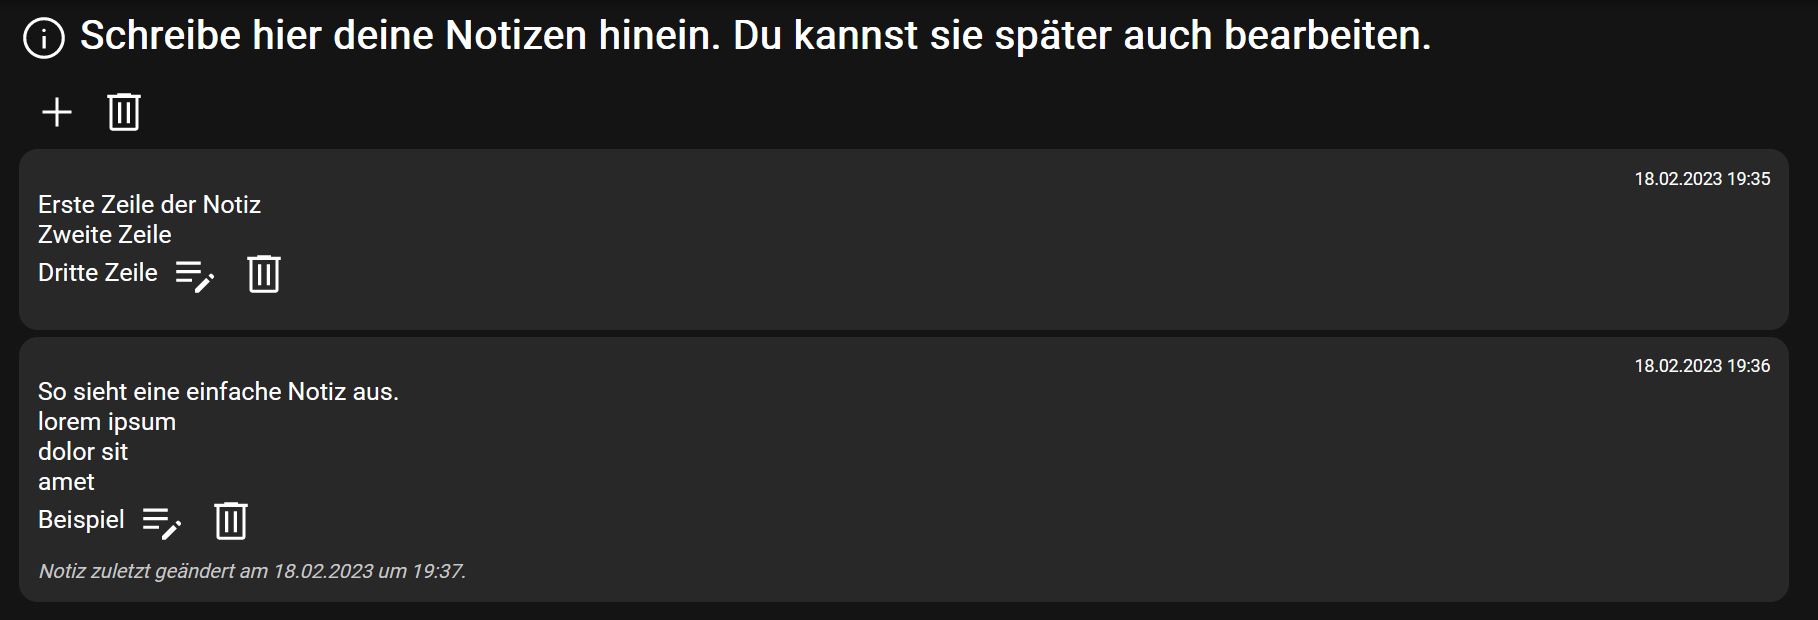 Schreibe hier deine Notizen hinein. Du kannst sie später auch bearbeiten.
18.02.2023 19:35
Erste Zeile der Notiz
Zweite Zeile
Dritte Zeile
18.02.2023 19:36
So sieht eine einfache Notiz aus.
lorem ipsum
dolor sit
amet
Beispiel
Notiz zuletzt geändert am 18.02.2023 um 19:37.